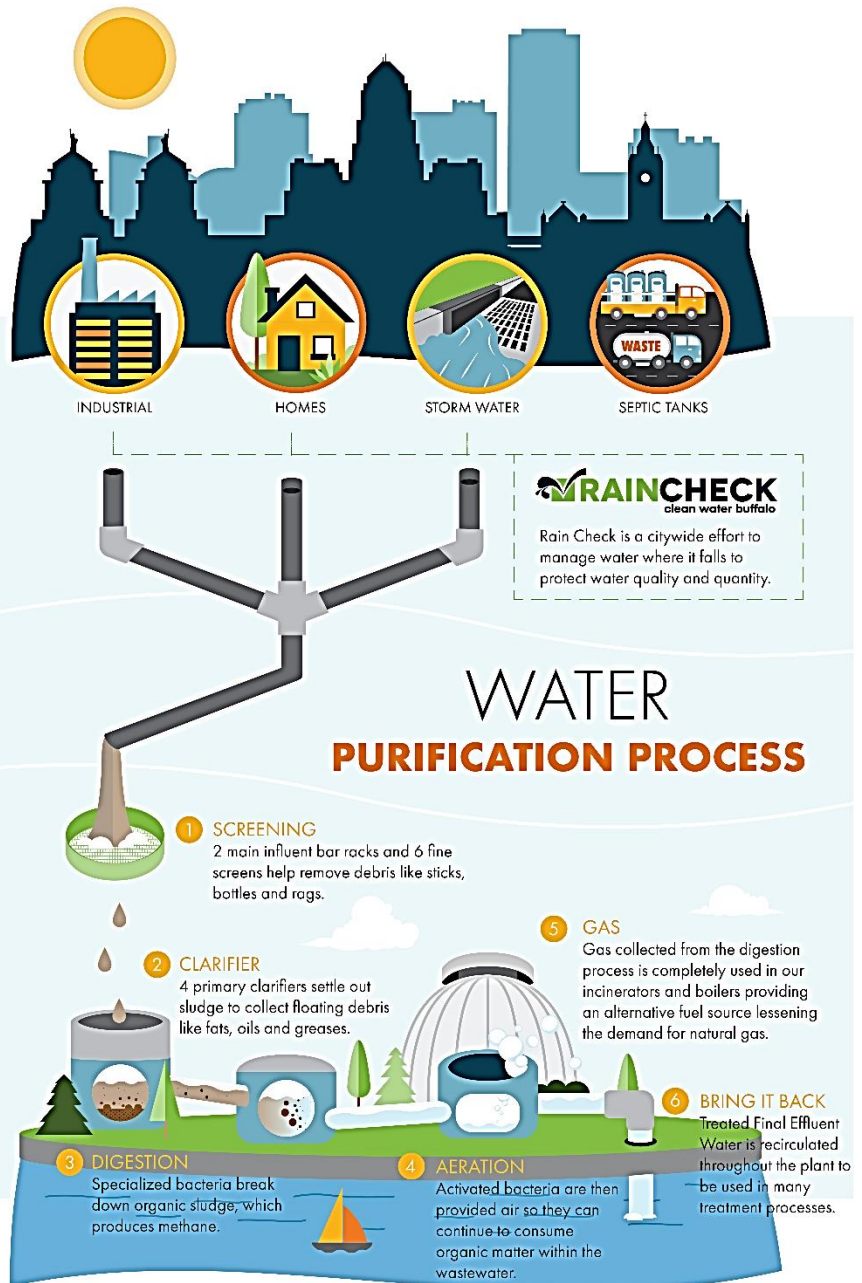 WASTE
INDUSTRIAL
HOMES
STORM WATER
SEPTIC TANKS
RAINCHECK
clean water buffalo
Rain Check is a citywide effort to
manage water where it falls to
protect water quality and quantity.
WATER
PURIFICATION PROCESS
1 SCREENING
2 main influent bar racks and 6 fine
screens help remove debris like sticks,
bottles and rags.
2 CLARIFIER
4 primary clarifiers settle out
sludge to collect floating debris
like fats, oils and greases.
3 DIGESTION
Specialized bacteria break
down organic sludge, which
produces methane.
4 AERATION
Activated bacteria are then
provided air so they can
continue to consume
organic matter within the
wastewater.
5 GAS
Gas collected from the digestion
process is completely used in our
incinerators and boilers providing
an alternative fuel source lessening
the demand for natural gas.
6 BRING IT BACK
Treated Final Effluent
Water is recirculated
throughout the plant to
be used in many
treatment processes.